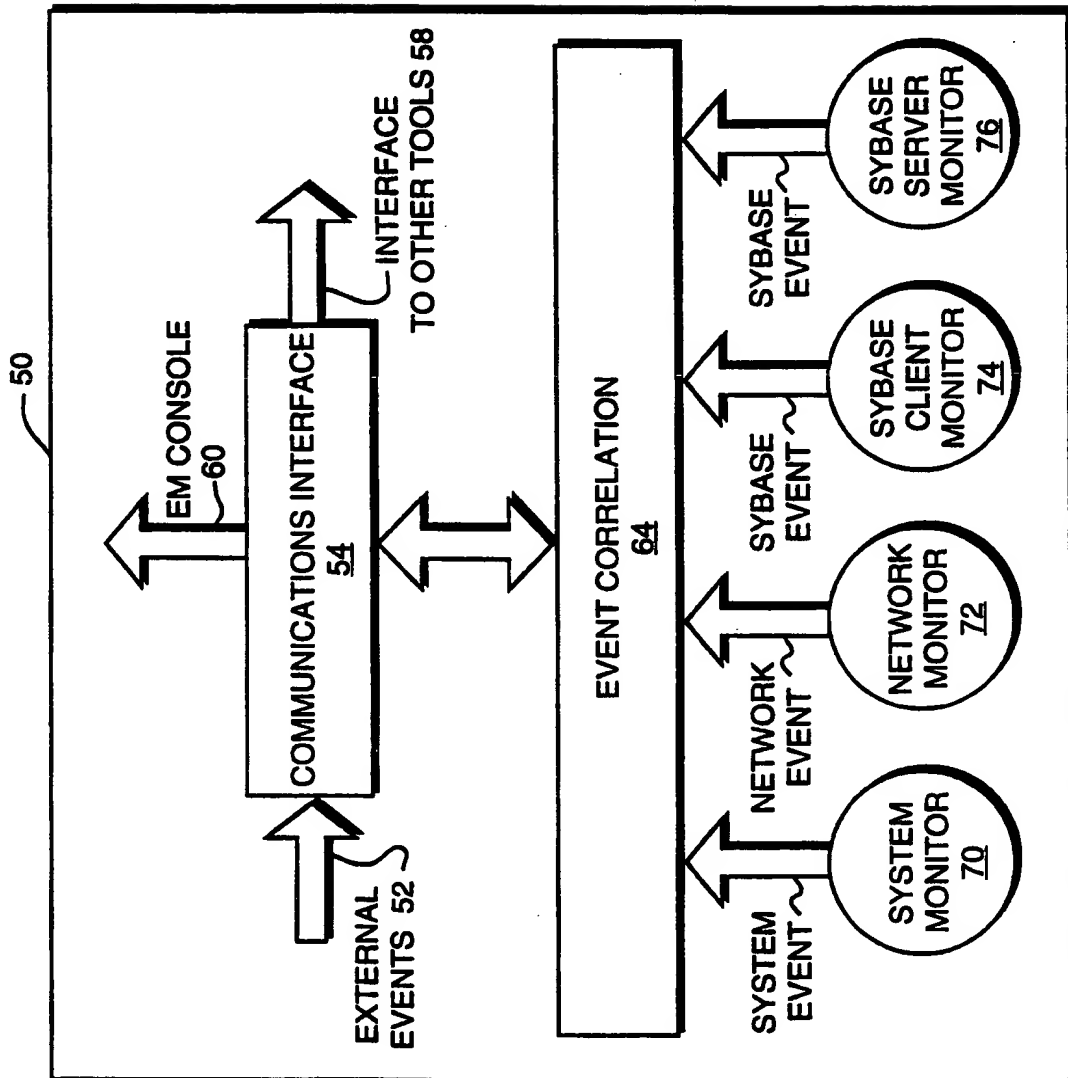 50
EM CONSOLE
60
INTERFACE
TO OTHER TOOLS 58
COMMUNICATIONS INTERFACE
54
EXTERNAL
EVENTS 52
EVENT CORRELATION
64
SYSTEM
EVENT
NETWORK
EVENT
SYBASE
EVENT
SYBASE
EVENT
SYSTEM
MONITOR
70
NETWORK
MONITOR
72
SYBASE
CLIENT
MONITOR
74
SYBASE
SERVER
MONITOR
76